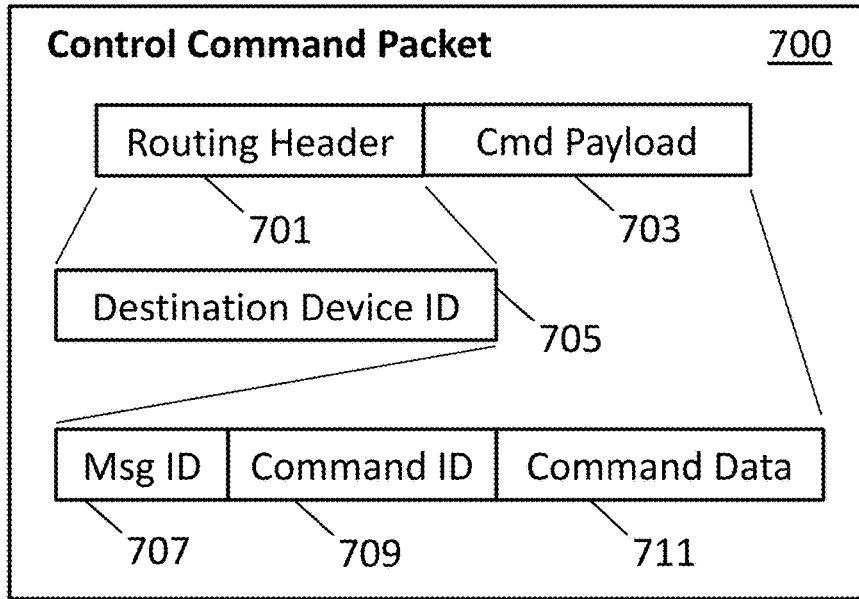 Control Command Packet 700
Routing Header Cmd Payload
701 703
Destination Device ID
705
Msg ID Command ID Command Data
707 709 711